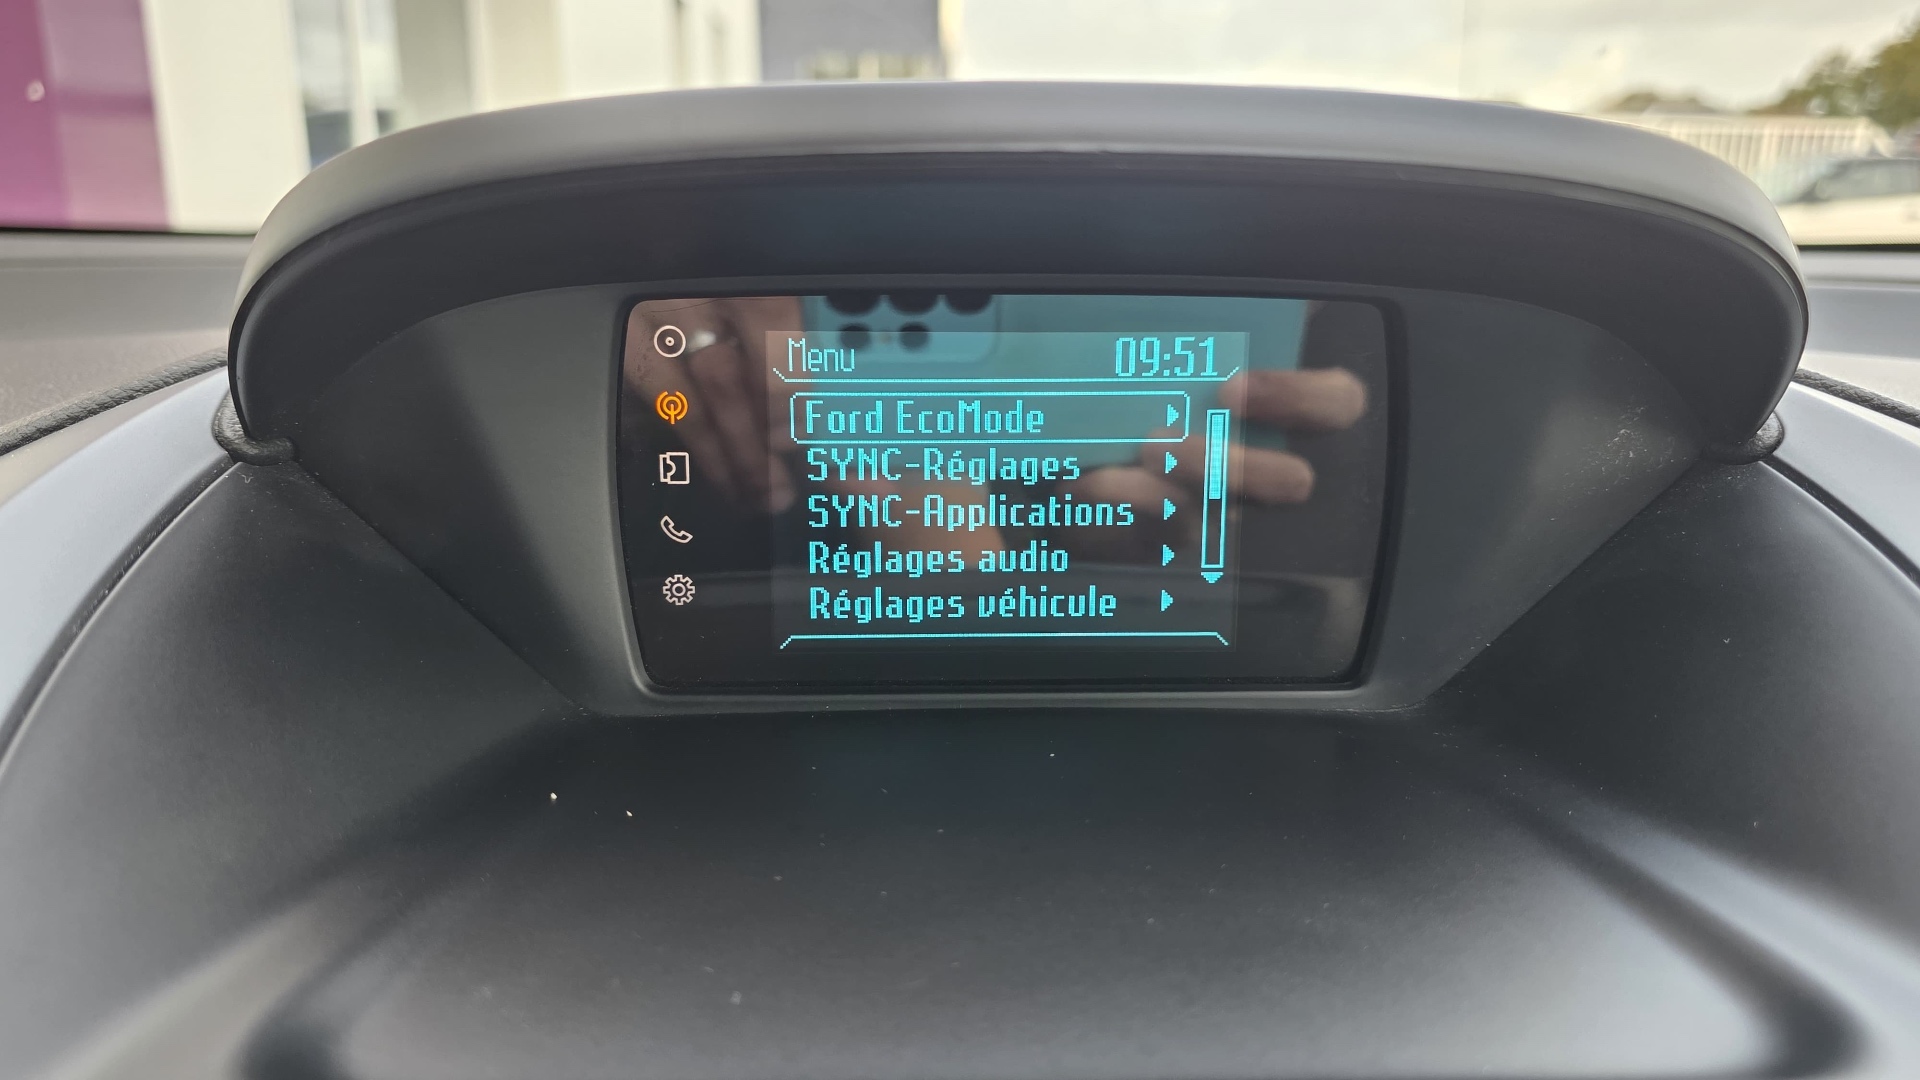 Menu 09:51
Ford EcoMode
SYNC-Réglages
SYNC-Applications
Réglages audio
Réglages véhicule